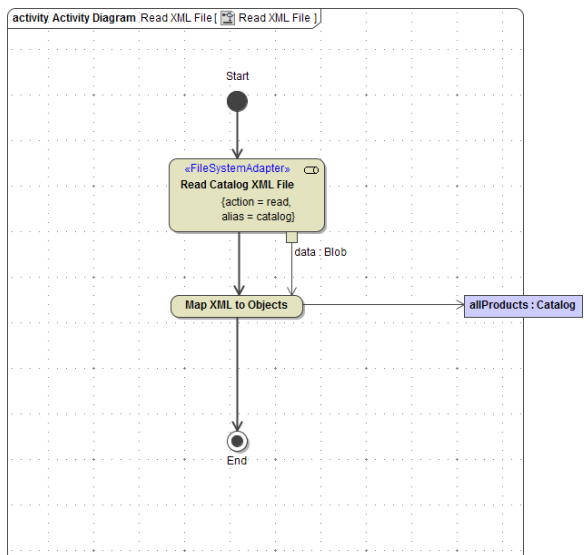 activity Activity Diagram Read XML File [ Read XML File ]
Start
«FileSystemAdapter»
Read Catalog XML File
{action = read,
alias = catalog}
data : Blob
Map XML to Objects
allProducts : Catalog
End